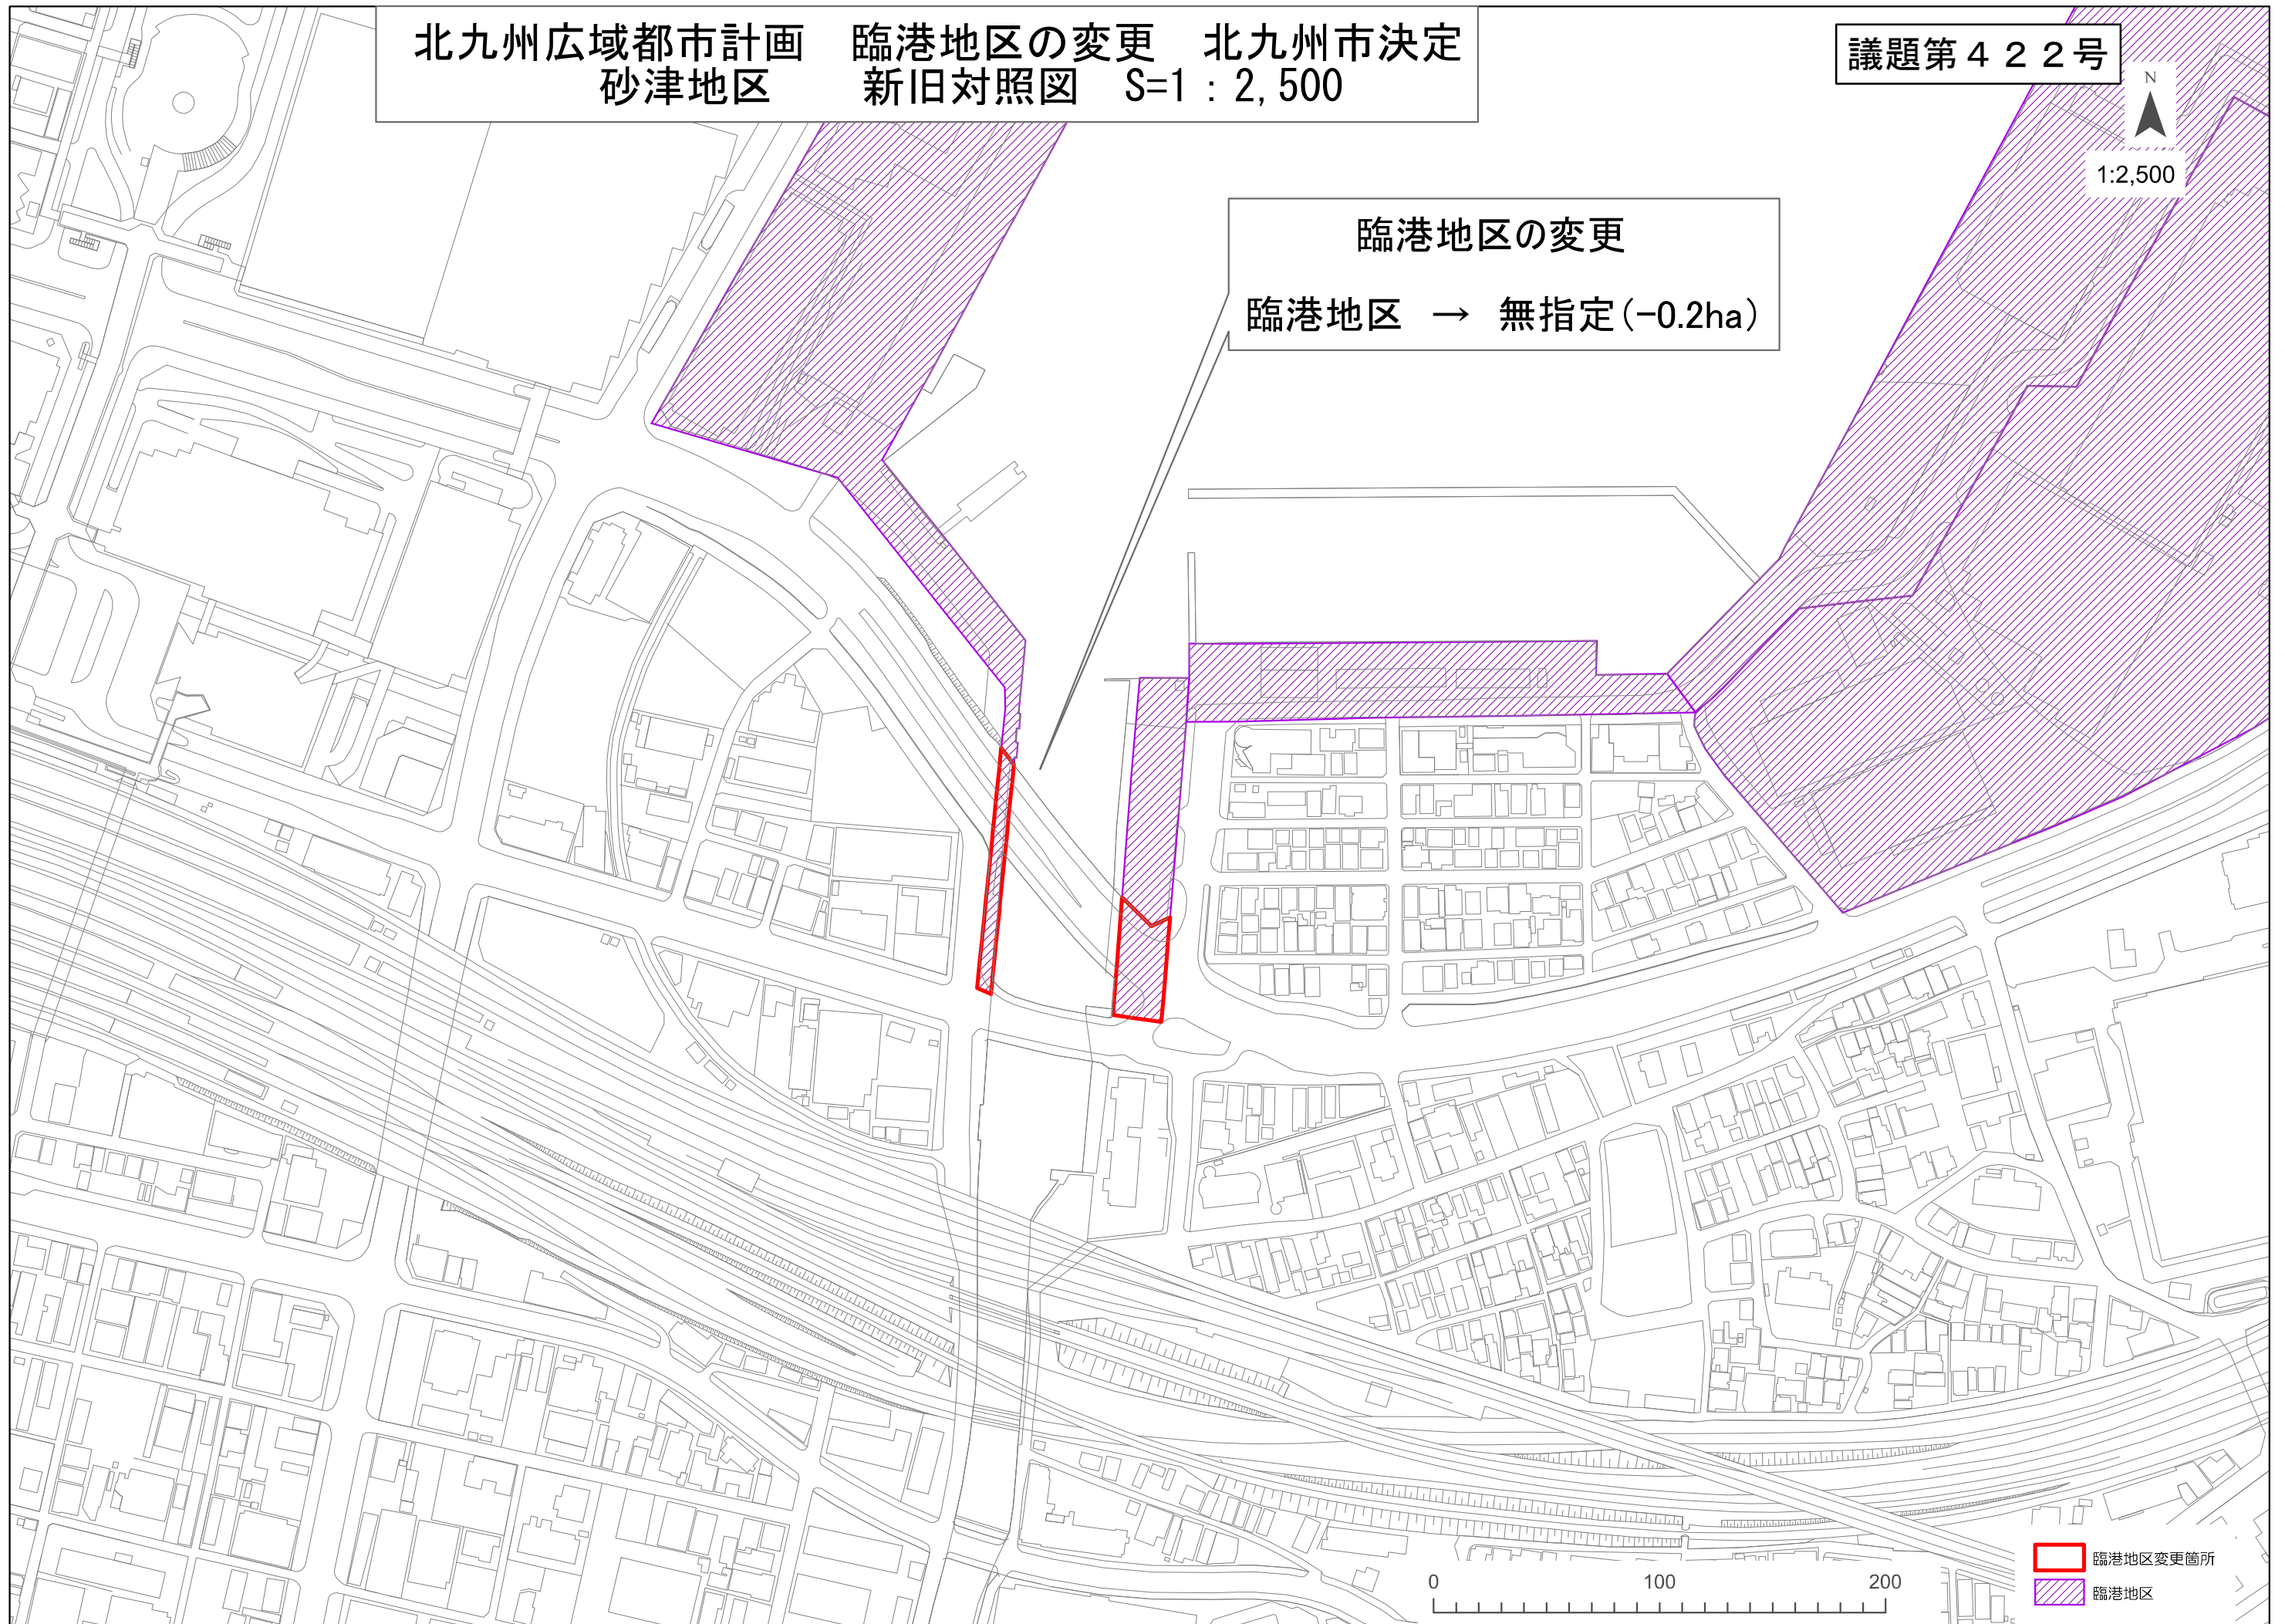 北九州広域都市計画　臨港地区の変更　北九州市決定
砂津地区　　新旧対照図　S=1：2,500
議題第４２２号
N
1:2,500
臨港地区の変更
臨港地区　→　無指定(-0.2ha)
0 100 200
臨港地区変更箇所
臨港地区